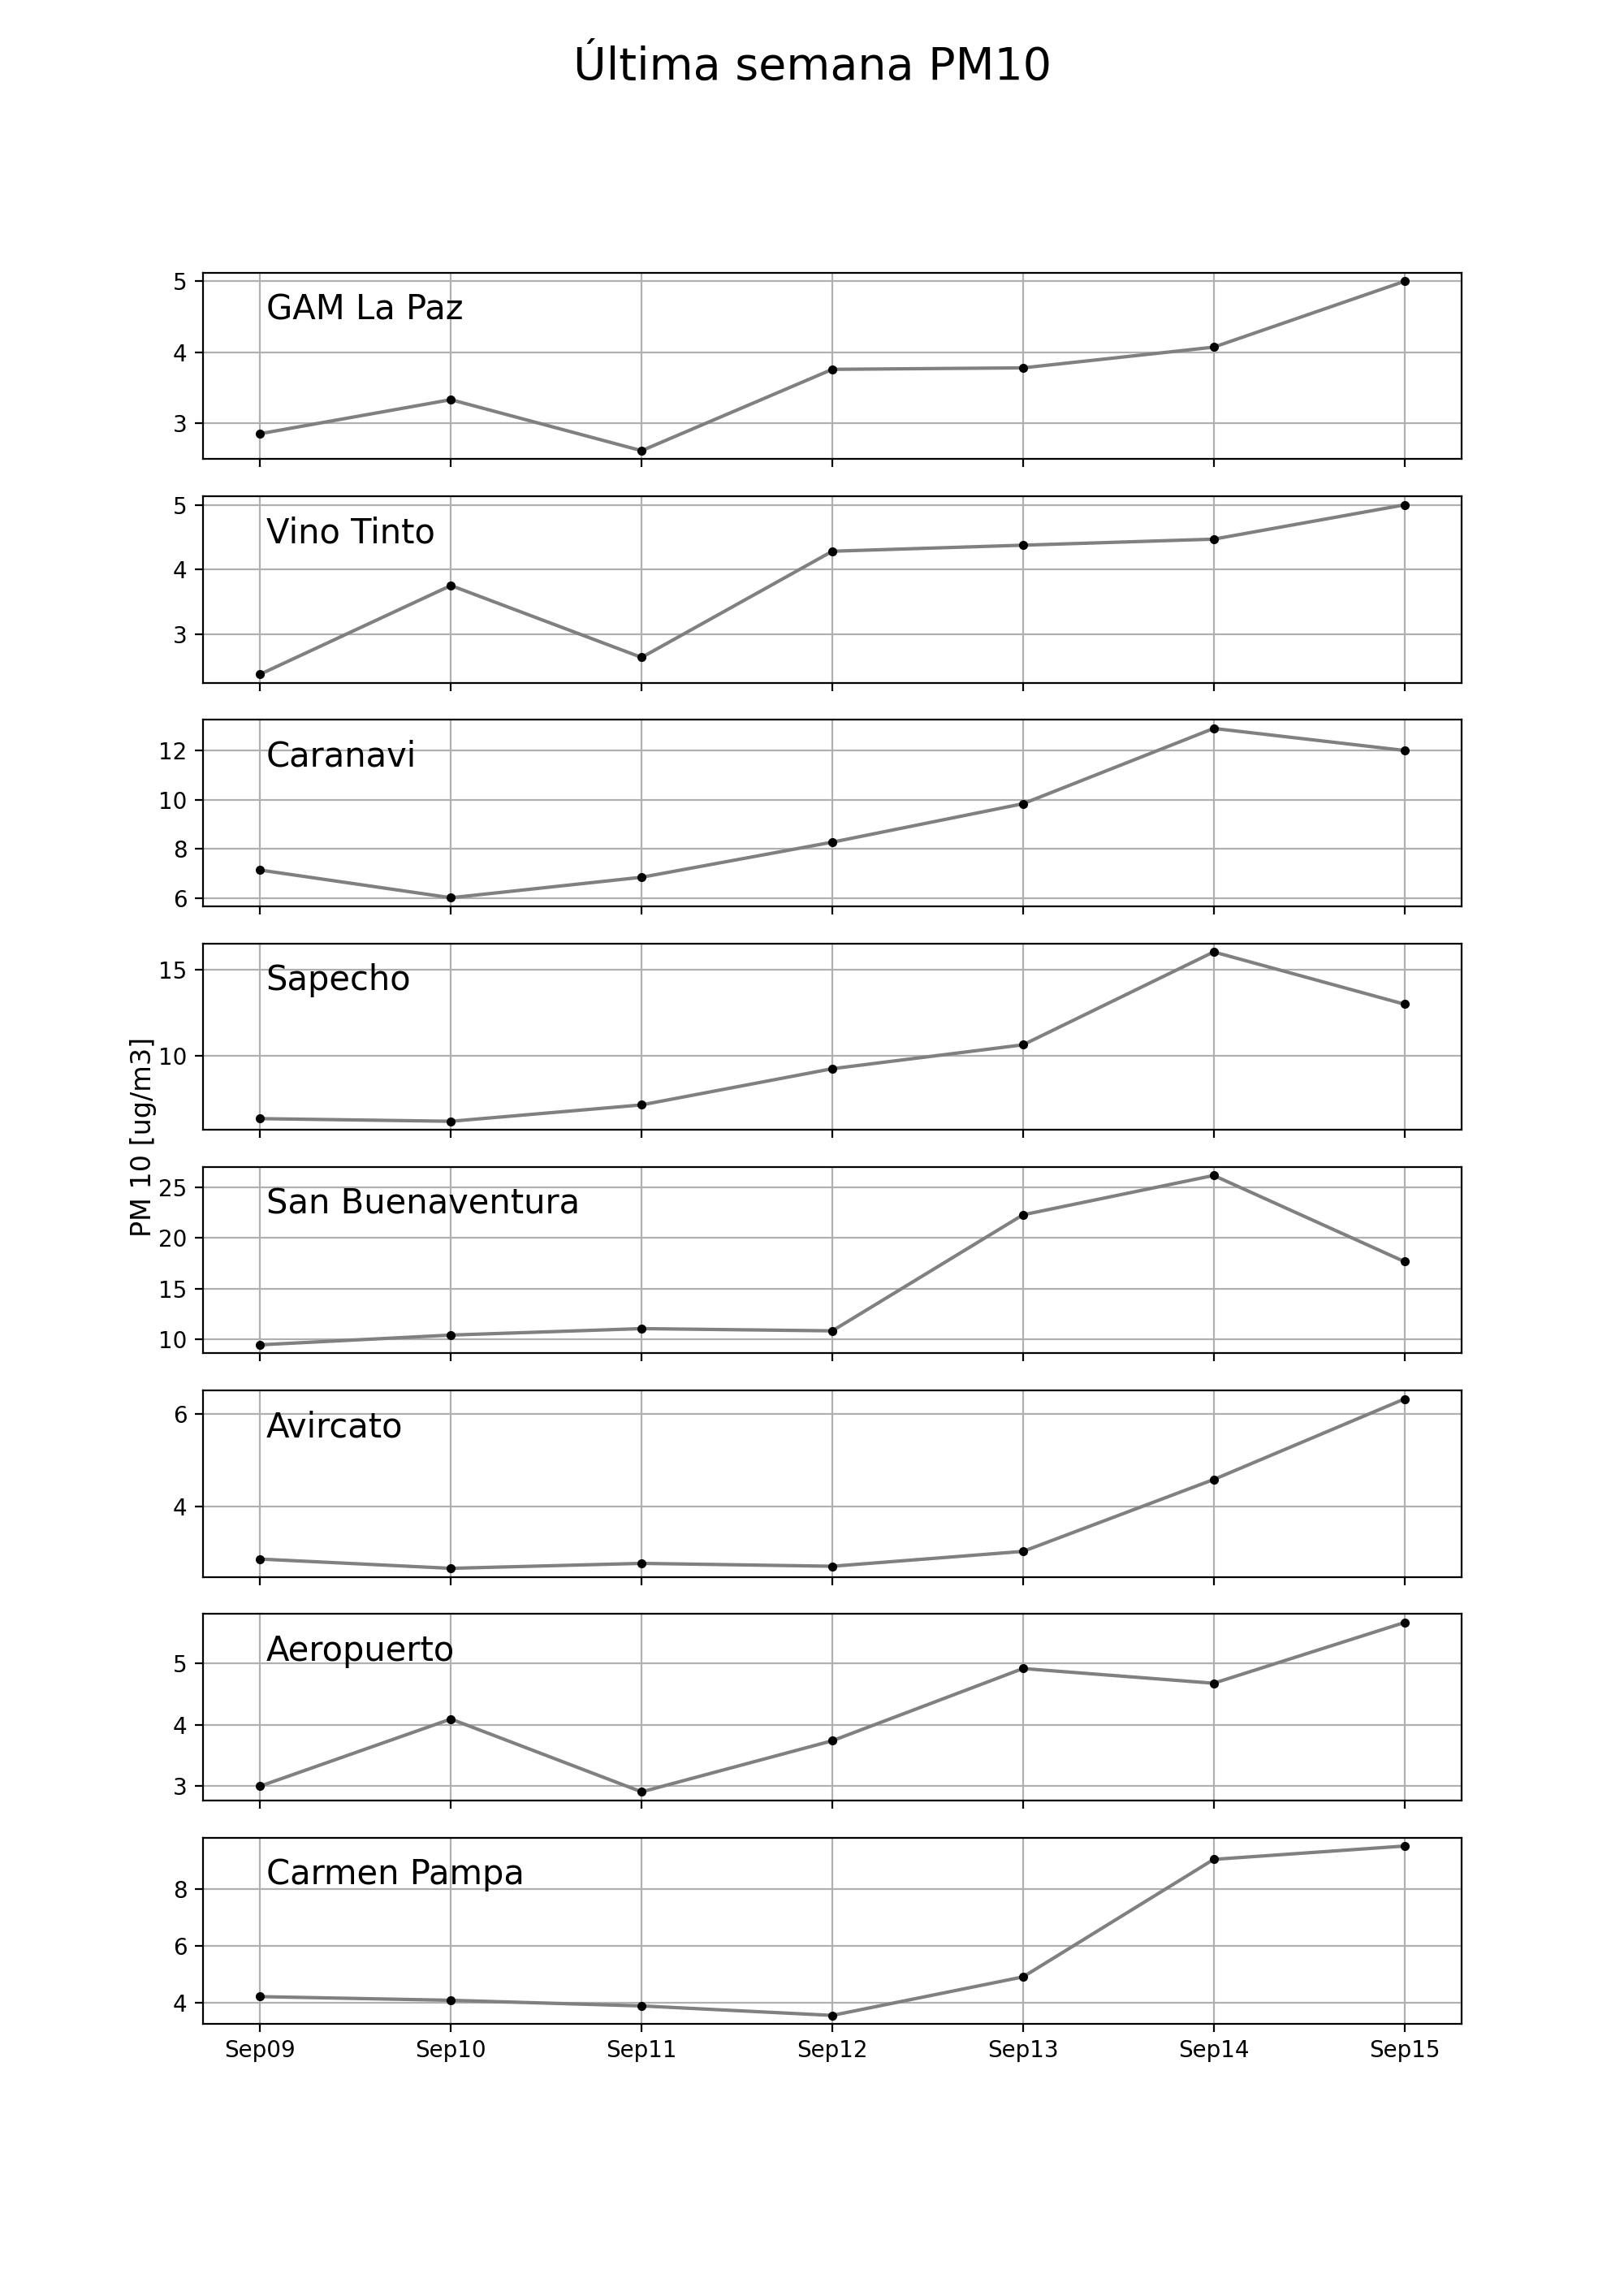 Última semana PM10
5
GAM La Paz
4
3
5
Vino Tinto
4
3
12
Caranavi
10
8
6
15
Sapecho
10
PM 10 [ug/m3]
25
San Buenaventura
20
15
10
6
Avircato
4
5
Aeropuerto
4
3
Carmen Pampa
8
6
4
Sep09 Sep10 Sep11 Sep12 Sep13 Sep14 Sep15